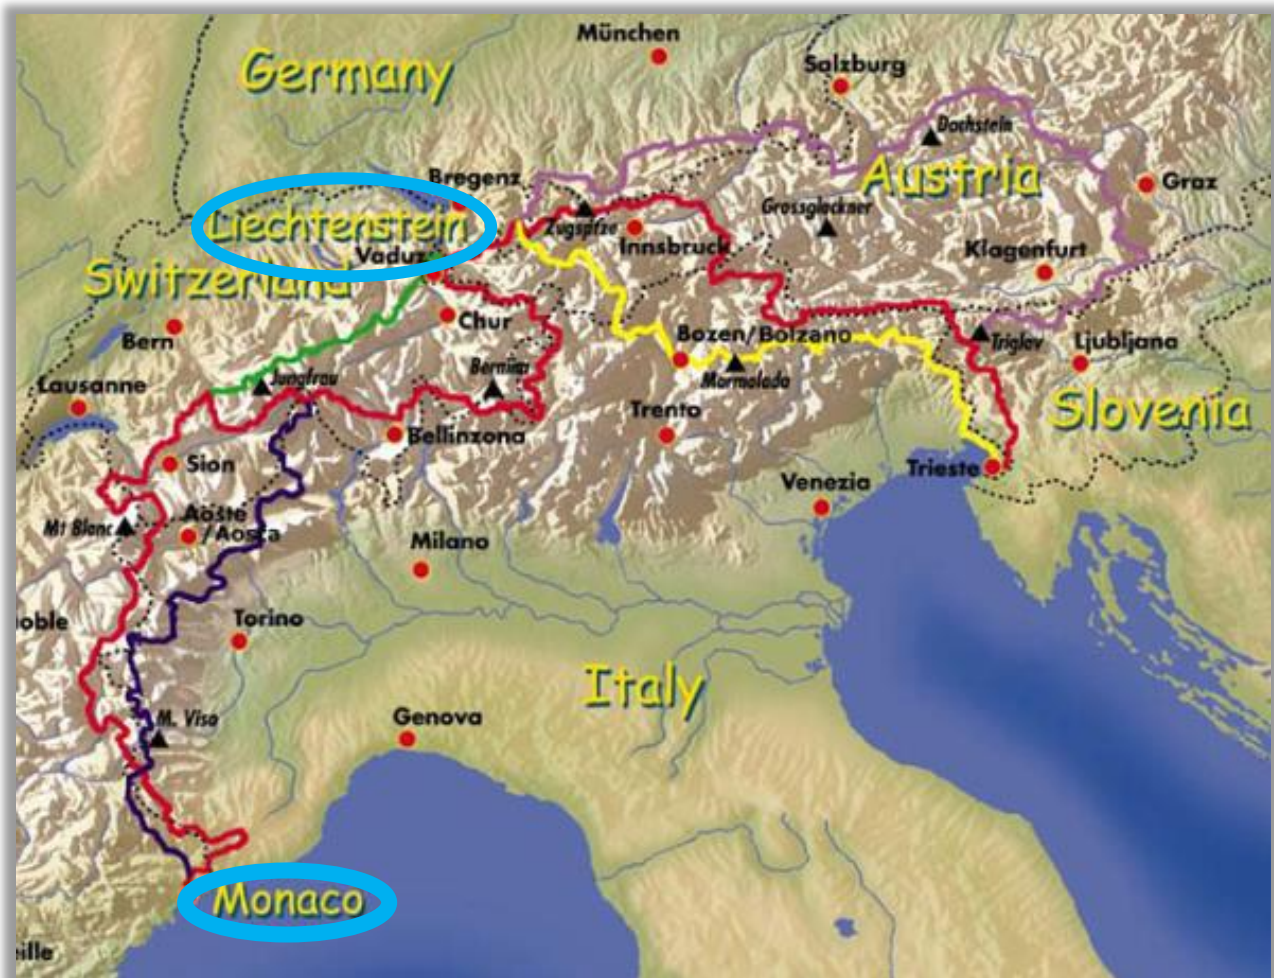 München
Germany
Salzburg
Dachstein
Bregenz
Austria
Graz
Liechtenstein
Zugspitze
Grossglockner
Innsbruck
Vaduz
Klagenfurt
Switzerland
Chur
Bern
Bozen/Bolzano
Triglav
Ljubljana
Jungfrau
Bernina
Marmolada
Lausanne
Trento
Slovenia
Bellinzona
Sion
Trieste
Venezia
Aoste
/Aosta
Mt Blanc
Milano
oble
Torino
Italy
M. Viso
Genova
Monaco
eille